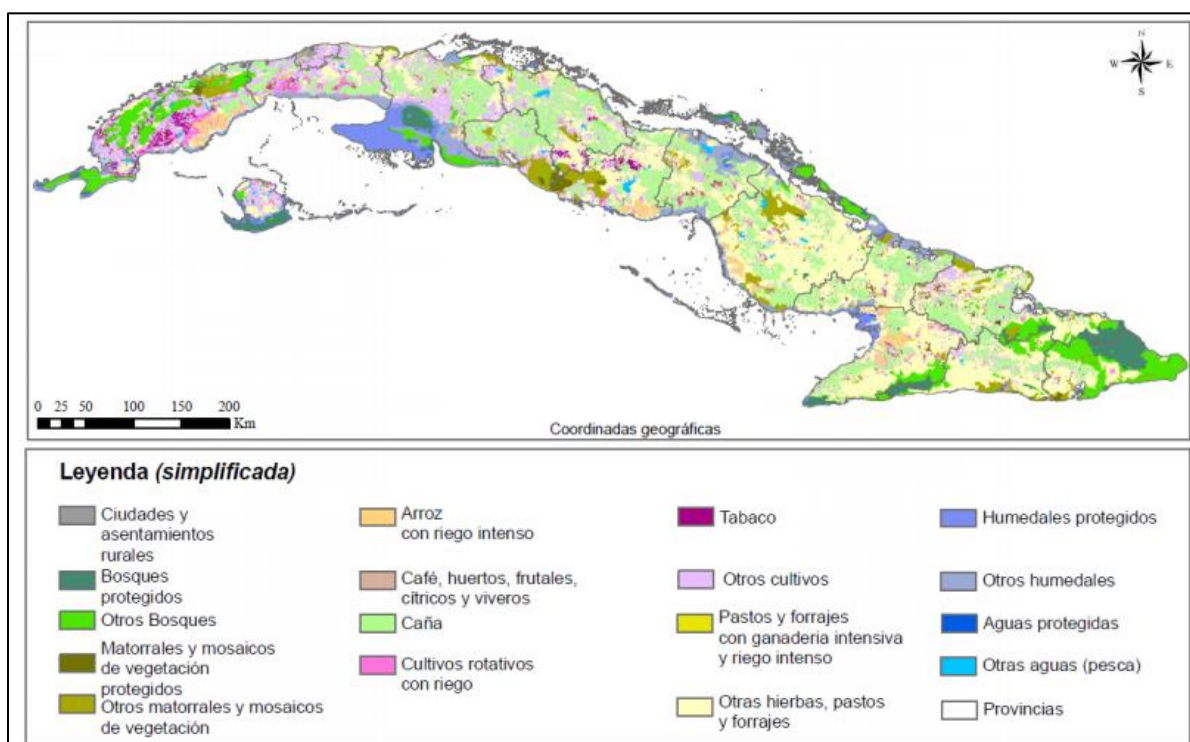 N
W E
S
0 25 50 100 150 200
Km
Coordinadas geográficas
Leyenda (simplificada)
Ciudades y
asentamientos
rurales
Bosques
protegidos
Otros Bosques
Matorrales y mosaicos
de vegetación
protegidos
Otros matorrales y mosaicos
de vegetación
Arroz
con riego intenso
Café, huertos, frutales,
cítricos y viveros
Caña
Cultivos rotativos
con riego
Tabaco
Otros cultivos
Pastos y forrajes
con ganaderia intensiva
y riego intenso
Otras hierbas, pastos
y forrajes
Humedales protegidos
Otros humedales
Aguas protegidas
Otras aguas (pesca)
Provincias